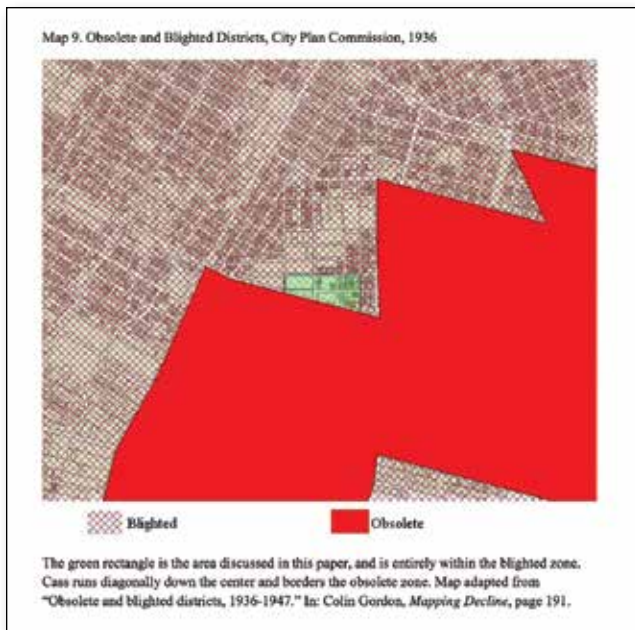 Map 9. Obsolete and Blighted Districts, City Plan Commission, 1936
Blighted
Obsolete
The green rectangle is the area discussed in this paper, and is entirely within the blighted zone.
Cass runs diagonally down the center and borders the obsolete zone. Map adapted from
“Obsolete and blighted districts, 1936-1947.” In: Colin Gordon, Mapping Decline, page 191.